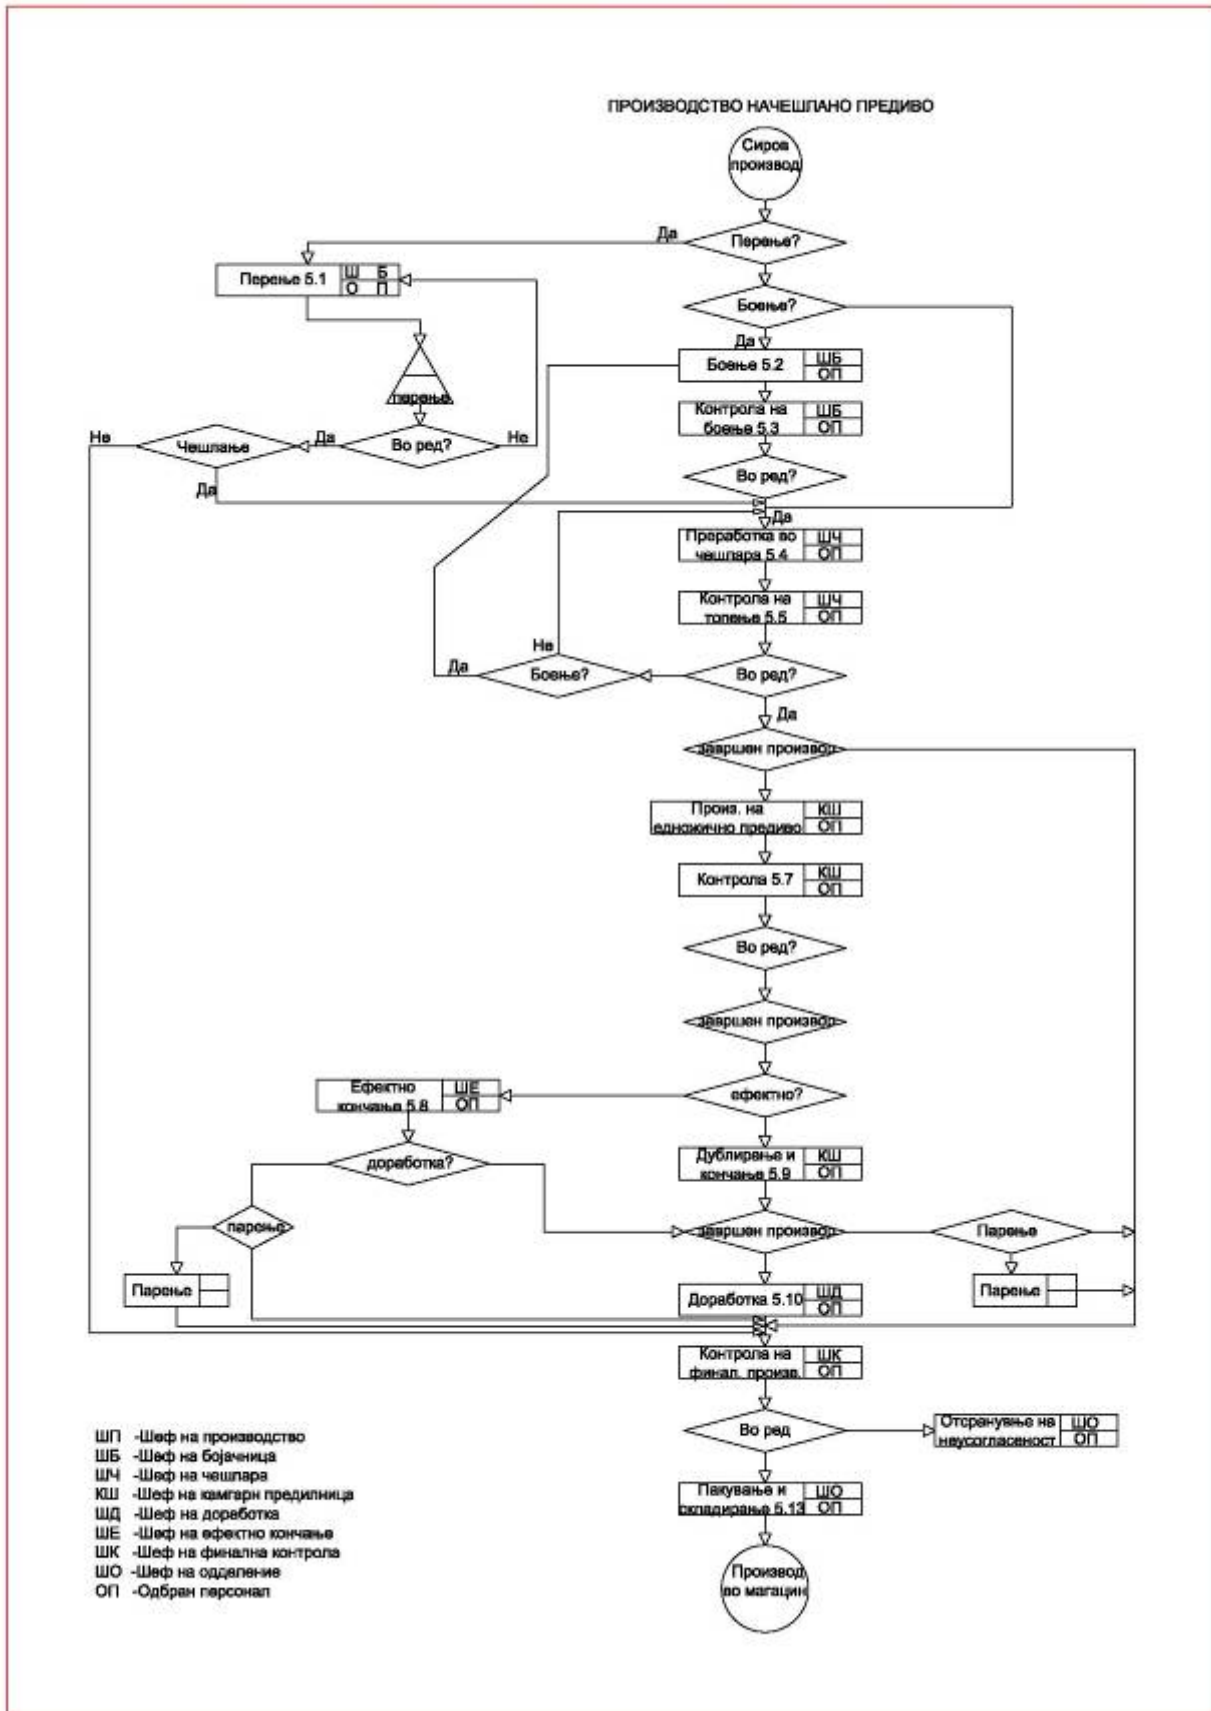 ПРОИЗВОДСТВО НАЧЕШЛАНО ПРЕДИВО
Сиров
производ
Да
Перење?
Перење 5.1
Ш Б
О П
Боење?
Да
Боење 5.2
ШБ
ОП
перење
Контрола на
боење 5.3
ШБ
ОП
Не
Чешлање
Да
Во ред?
Не
Во ред?
Да
Да
Преработка во
чешлара 5.4
ШЧ
ОП
Контрола на
топење 5.5
ШЧ
ОП
Не
Да
Боење?
Во ред?
Да
завршен производ
Произ. на
едножично предиво
КШ
ОП
Контрола 5.7
КШ
ОП
Во ред?
завршен производ
Ефектно
кончање 5.8
ШЕ
ОП
ефектно?
доработка?
Дублирање и
кончање 5.9
КШ
ОП
парење
завршен производ
Парење
Парење
Доработка 5.10
ШД
ОП
Парење
Контрола на
финал. произв.
ШК
ОП
Во ред
Отсранување на
неусогласеност
ШО
ОП
Пакување и
складирање 5.13
ШО
ОП
Производ
во магацин
ШП -Шеф на производство
ШБ -Шеф на бојачница
ШЧ -Шеф на чешлара
КШ -Шеф на камгарн предилница
ШД -Шеф на доработка
ШЕ -Шеф на ефектно кончање
ШК -Шеф на финална контрола
ШО -Шеф на одделение
ОП -Одбран персонал